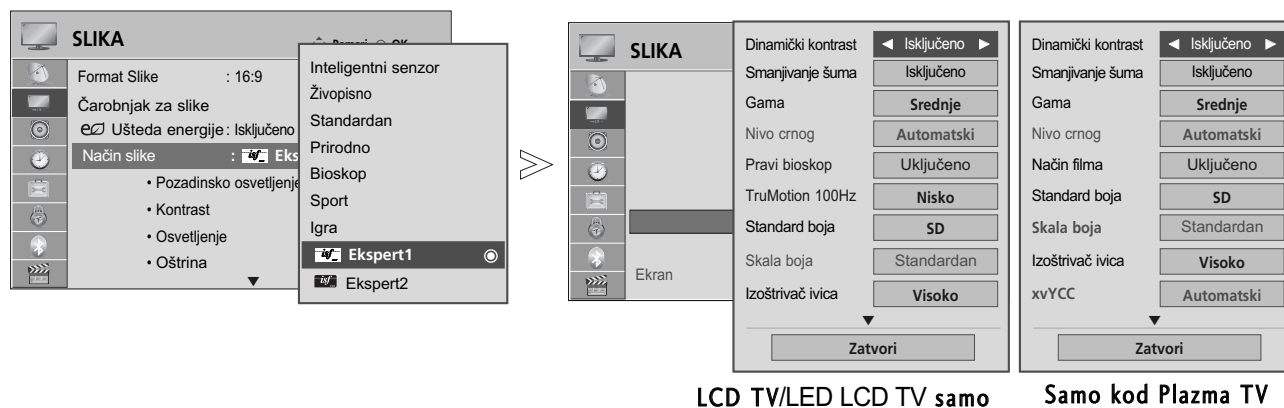 SLIKA
Pomeri OK
Format Slike : 16:9
Čarobnjak za slike
Ušteda energije: Isključeno
Način slike : Eks
• Pozadinsko osvetljenje
• Kontrast
• Osvetljenje
• Oštrina
Inteligentni senzor
Živopisno
Standardan
Prirodno
Bioskop
Sport
Igra
Ekspert1
Ekspert2
SLIKA
Ekran
Dinamički kontrast Isključeno
Smanjivanje šuma Isključeno
Gama Srednje
Nivo crnog Automatski
Pravi bioskop Uključeno
TruMotion 100Hz Nisko
Standard boja SD
Skala boja Standardan
Izoštrivač ivica Visoko
Zatvori
LCD TV/LED LCD TV samo
Dinamički kontrast Isključeno
Smanjivanje šuma Isključeno
Gama Srednje
Nivo crnog Automatski
Način filma Uključeno
Standard boja SD
Skala boja Standardan
Izoštrivač ivica Visoko
xvYCC Automatski
Zatvori
Samo kod Plazma TV